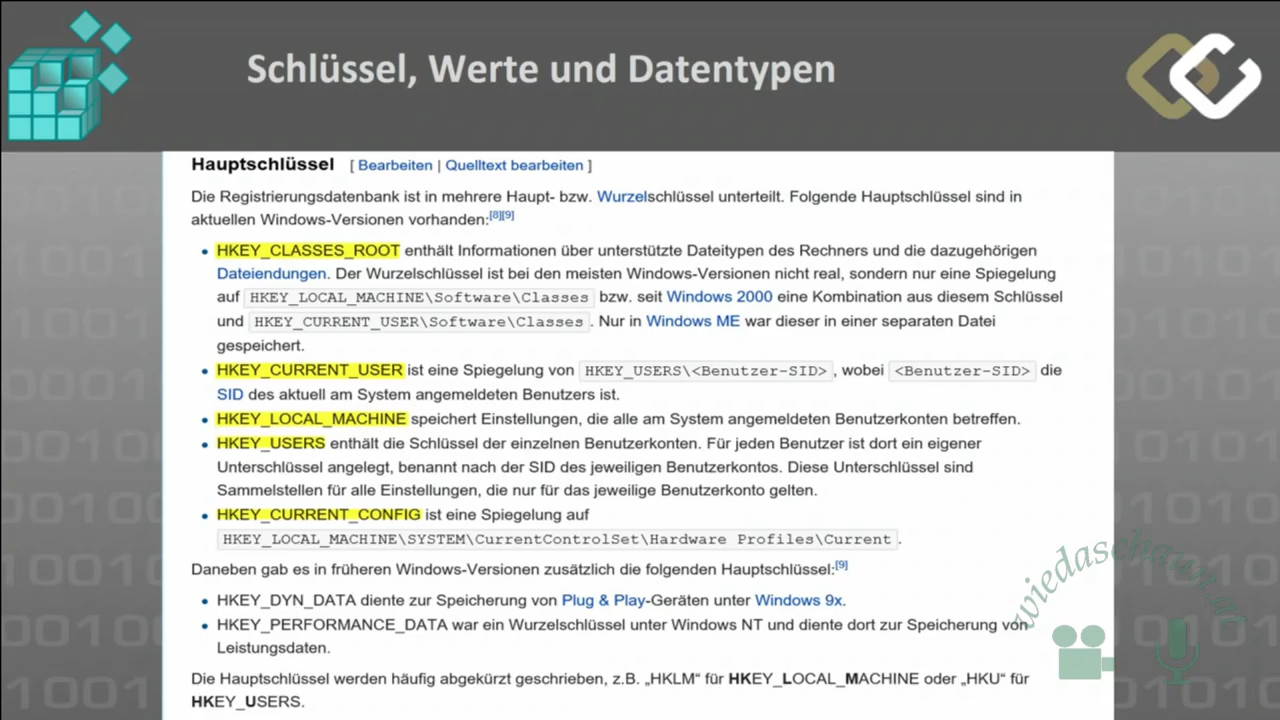 Schlüssel, Werte und Datentypen
Hauptschlüssel [ Bearbeiten | Quelltext bearbeiten ]
Die Registrierungsdatenbank ist in mehrere Haupt- bzw. Wurzelschlüssel unterteilt. Folgende Hauptschlüssel sind in
aktuellen Windows-Versionen vorhanden:[8][9]
• HKEY_CLASSES_ROOT enthält Informationen über unterstützte Dateitypen des Rechners und die dazugehörigen
Dateiendungen. Der Wurzelschlüssel ist bei den meisten Windows-Versionen nicht real, sondern nur eine Spiegelung
auf HKEY_LOCAL_MACHINE\Software\Classes bzw. seit Windows 2000 eine Kombination aus diesem Schlüssel
und HKEY_CURRENT_USER\Software\Classes. Nur in Windows ME war dieser in einer separaten Datei
gespeichert.
• HKEY_CURRENT_USER ist eine Spiegelung von HKEY_USERS\<Benutzer-SID>, wobei <Benutzer-SID> die
SID des aktuell am System angemeldeten Benutzers ist.
• HKEY_LOCAL_MACHINE speichert Einstellungen, die alle am System angemeldeten Benutzerkonten betreffen.
• HKEY_USERS enthält die Schlüssel der einzelnen Benutzerkonten. Für jeden Benutzer ist dort ein eigener
Unterschlüssel angelegt, benannt nach der SID des jeweiligen Benutzerkontos. Diese Unterschlüssel sind
Sammelstellen für alle Einstellungen, die nur für das jeweilige Benutzerkonto gelten.
• HKEY_CURRENT_CONFIG ist eine Spiegelung auf
HKEY_LOCAL_MACHINE\SYSTEM\CurrentControlSet\Hardware Profiles\Current.
Daneben gab es in früheren Windows-Versionen zusätzlich die folgenden Hauptschlüssel:[9]
• HKEY_DYN_DATA diente zur Speicherung von Plug & Play-Geräten unter Windows 9x.
• HKEY_PERFORMANCE_DATA war ein Wurzelschlüssel unter Windows NT und diente dort zur Speicherung von
Leistungsdaten.
Die Hauptschlüssel werden häufig abgekürzt geschrieben, z.B. „HKLM“ für HKEY_LOCAL_MACHINE oder „HKU“ für
HKEY_USERS.
wiedaschaun.at